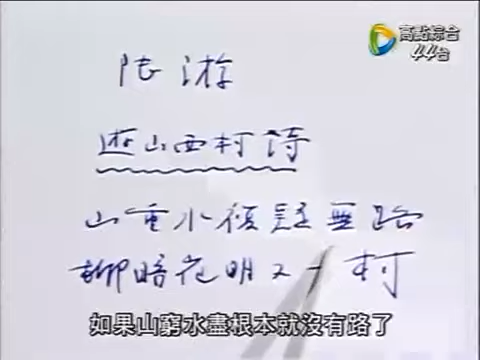 高點綜合
44台
陸游
遊山西村詩
山重水複疑無路
柳暗花明又一村
如果山窮水盡根本就沒有路了